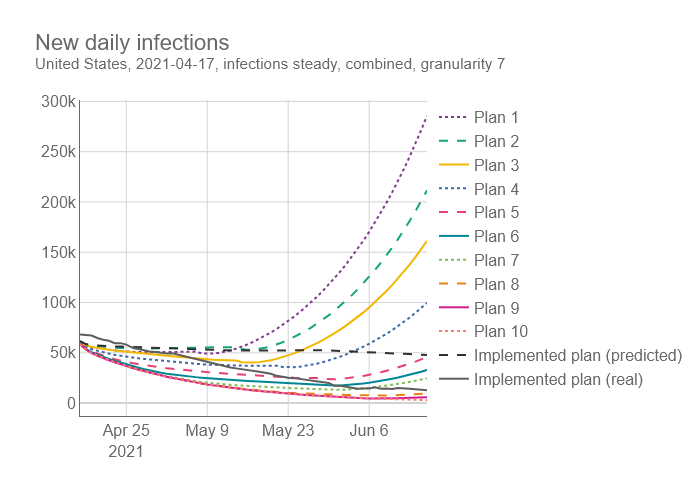 New daily infections
United States, 2021-04-17, infections steady, combined, granularity 7
300k
250k
200k
150k
100k
50k
0
Apr 25
2021
May 9
May 23
Jun 6
Plan 1
Plan 2
Plan 3
Plan 4
Plan 5
Plan 6
Plan 7
Plan 8
Plan 9
Plan 10
Implemented plan (predicted)
Implemented plan (real)